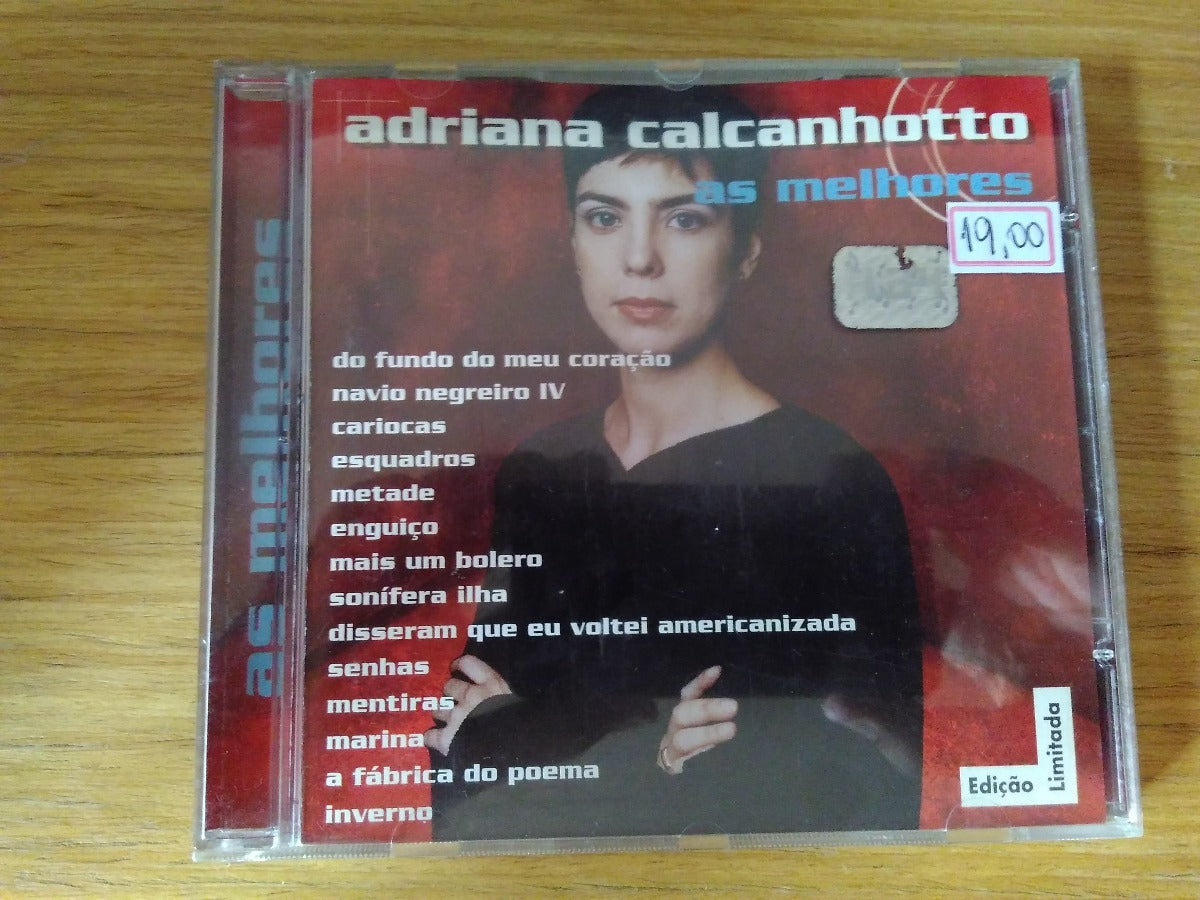 adriana calcanhotto
as melhores
19,00
as melhores
do fundo do meu coração
navio negreiro IV
cariocas
esquadros
metade
enguiço
mais um bolero
sonífera ilha
disseram que eu voltei americanizada
senhas
mentiras
marina
a fábrica do poema
inverno
Edição
Limitada